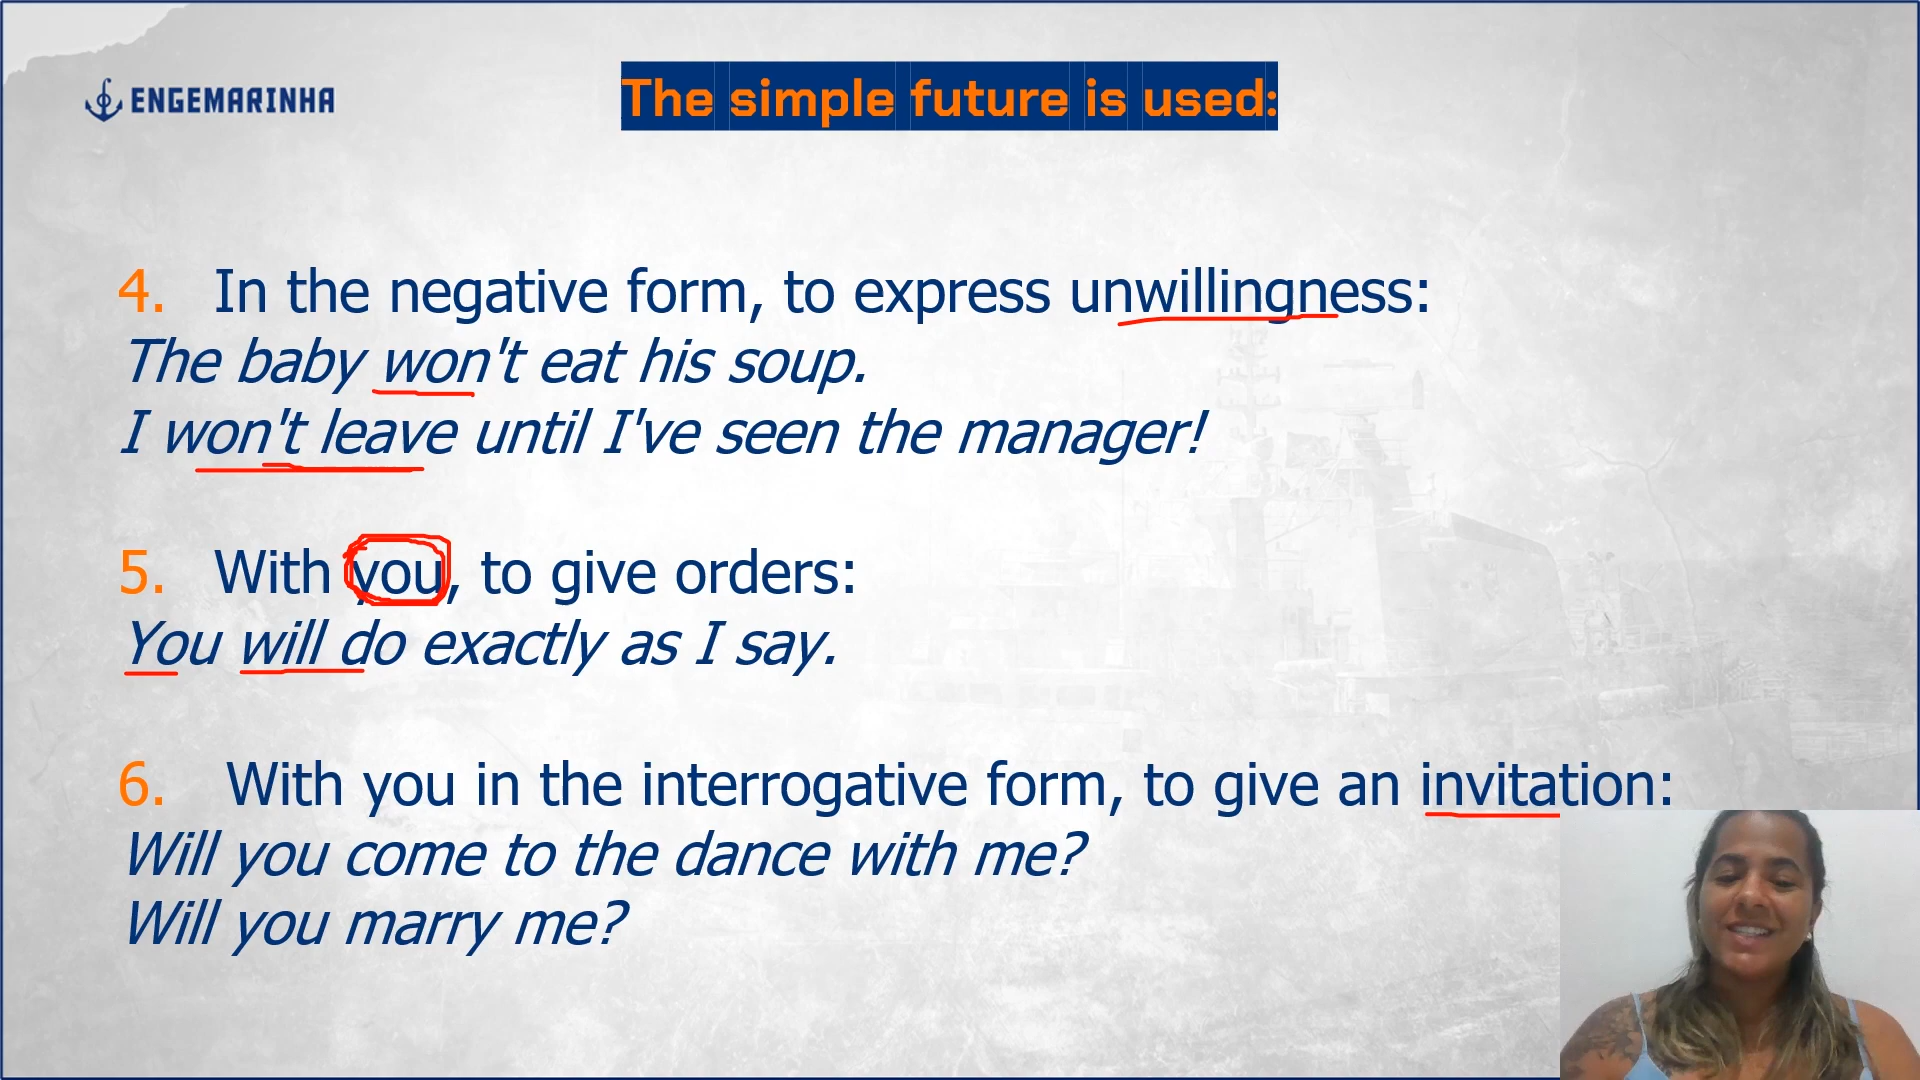 ENGEMARINHA
The simple future is used:
4. In the negative form, to express unwillingness:
The baby won't eat his soup.
I won't leave until I've seen the manager!
5. With you, to give orders:
You will do exactly as I say.
6. With you in the interrogative form, to give an invitation:
Will you come to the dance with me?
Will you marry me?